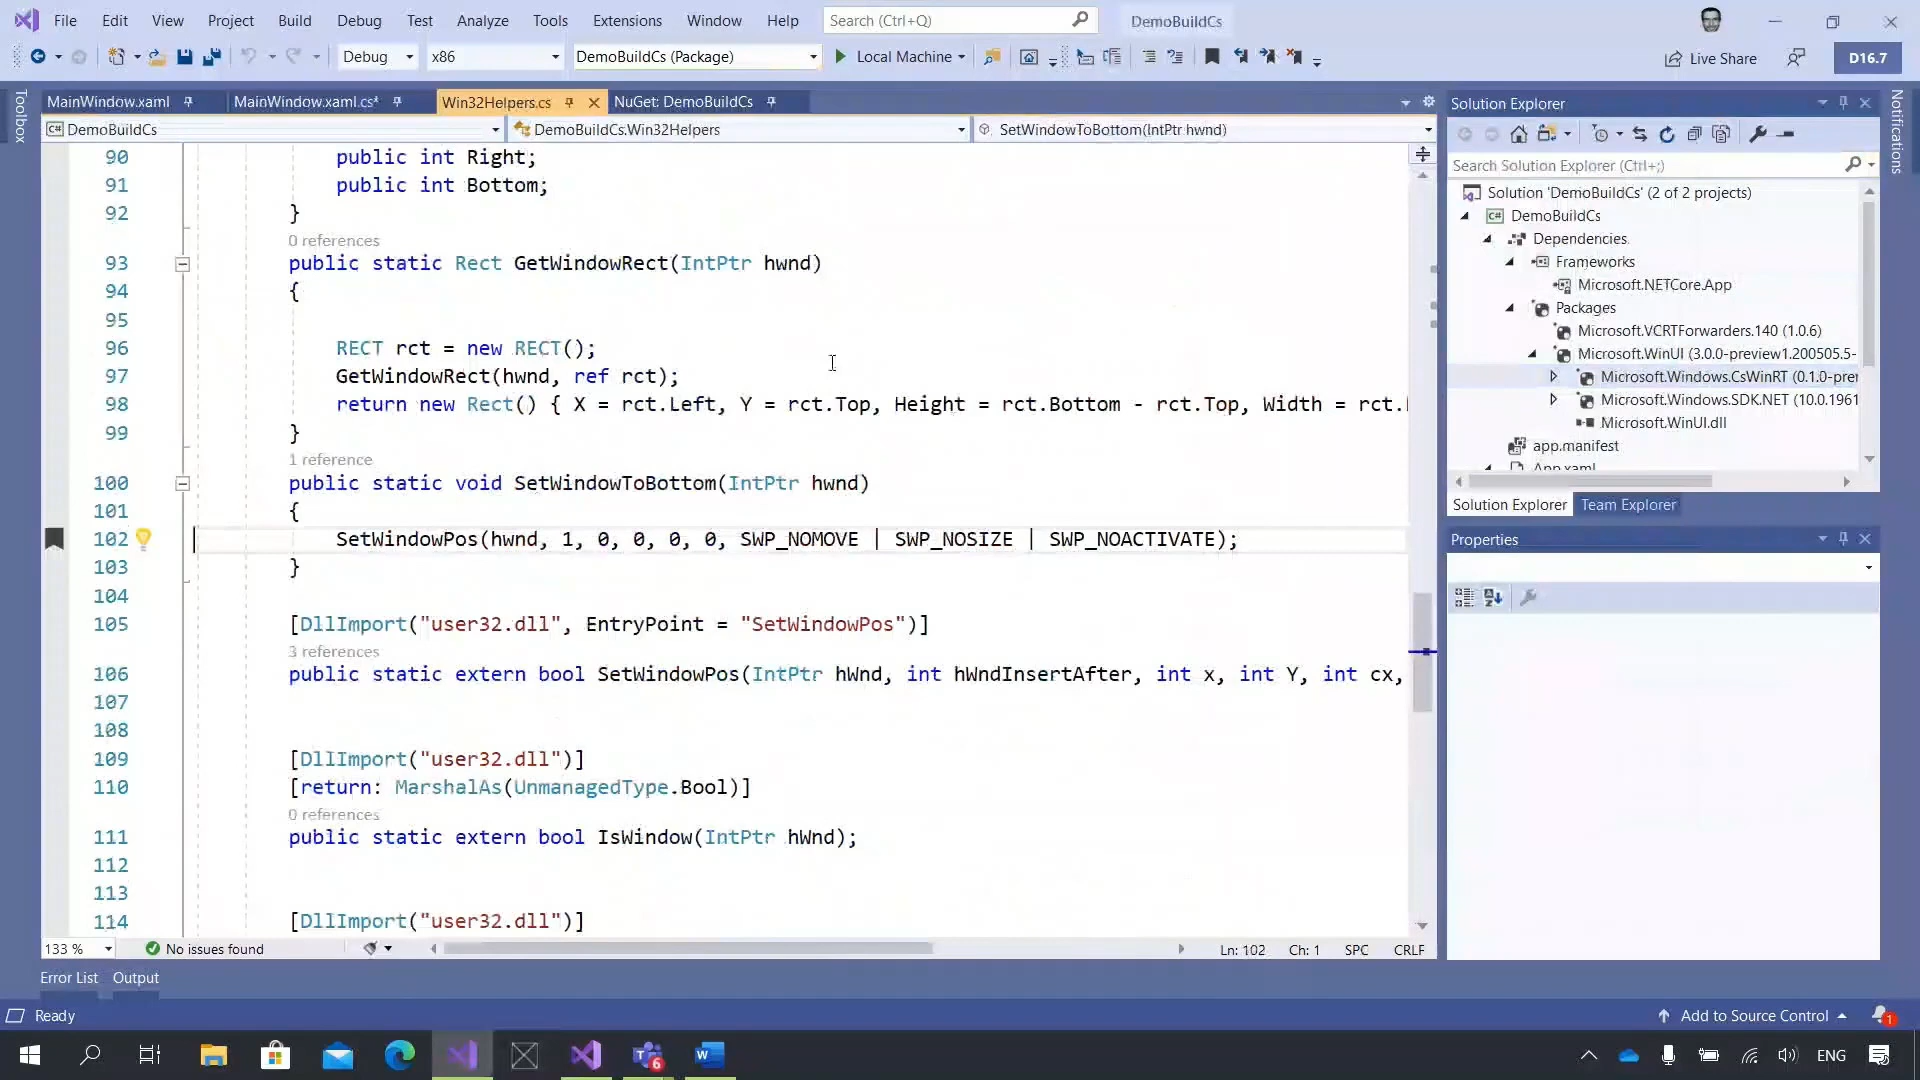 File Edit View Project Build Debug Test Analyze Tools Extensions Window Help Search (Ctrl+Q) DemoBuildCs
Debug x86 DemoBuildCs (Package) Local Machine Live Share D16.7
Toolbox
MainWindow.xaml MainWindow.xaml.cs* Win32Helpers.cs NuGet: DemoBuildCs
C# DemoBuildCs DemoBuildCs.Win32Helpers SetWindowToBottom(IntPtr hwnd)
90 public int Right;
91 public int Bottom;
92 }
0 references
93 public static Rect GetWindowRect(IntPtr hwnd)
94 {
95
96 RECT rct = new RECT();
97 GetWindowRect(hwnd, ref rct);
98 return new Rect() { X = rct.Left, Y = rct.Top, Height = rct.Bottom - rct.Top, Width = rct.
99 }
1 reference
100 public static void SetWindowToBottom(IntPtr hwnd)
101 {
102 SetWindowPos(hwnd, 1, 0, 0, 0, 0, SWP_NOMOVE | SWP_NOSIZE | SWP_NOACTIVATE);
103 }
104
105 [DllImport("user32.dll", EntryPoint = "SetWindowPos")]
3 references
106 public static extern bool SetWindowPos(IntPtr hWnd, int hWndInsertAfter, int x, int Y, int cx,
107
108
109 [DllImport("user32.dll")]
110 [return: MarshalAs(UnmanagedType.Bool)]
0 references
111 public static extern bool IsWindow(IntPtr hWnd);
112
113
114 [DllImport("user32.dll")]
133 % No issues found Ln: 102 Ch: 1 SPC CRLF
Error List Output
Solution Explorer
Search Solution Explorer (Ctrl+;)
Solution 'DemoBuildCs' (2 of 2 projects)
C# DemoBuildCs
Dependencies
Frameworks
Microsoft.NETCore.App
Packages
Microsoft.VCRTForwarders.140 (1.0.6)
Microsoft.WinUI (3.0.0-preview1.200505.5-
Microsoft.Windows.CsWinRT (0.1.0-prer
Microsoft.Windows.SDK.NET (10.0.1961
Microsoft.WinUI.dll
app.manifest
App.xaml
Solution Explorer Team Explorer
Properties
Notifications
Ready Add to Source Control 1
6 W ENG